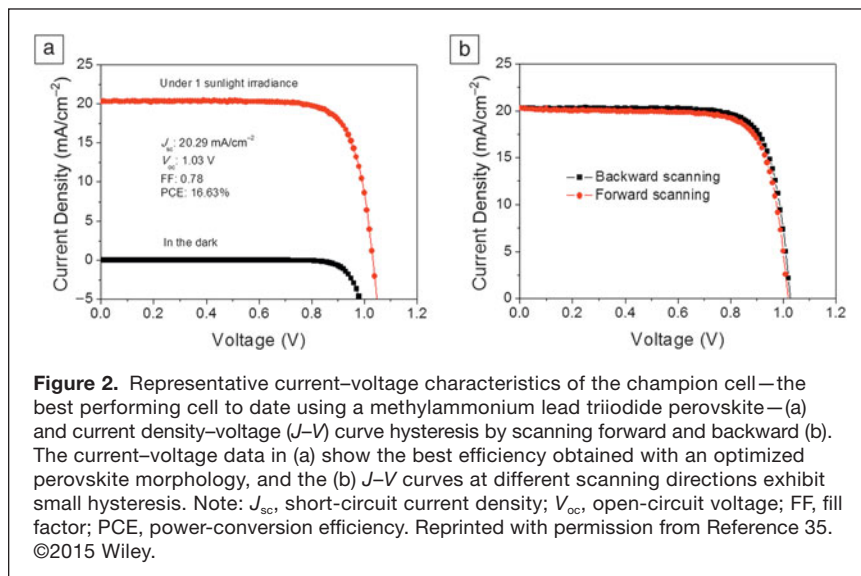 a
Current Density (mA/cm⁻²)
25
20
15
10
5
0
−5
Under 1 sunlight irradiance
Jsc: 20.29 mA/cm⁻²
Voc: 1.03 V
FF: 0.78
PCE: 16.63%
In the dark
0.0 0.2 0.4 0.6 0.8 1.0 1.2
Voltage (V)
b
Current Density (mA/cm⁻²)
25
20
15
10
5
0
Backward scanning
Forward scanning
0.0 0.2 0.4 0.6 0.8 1.0 1.2
Voltage (V)
Figure 2. Representative current–voltage characteristics of the champion cell—the
best performing cell to date using a methylammonium lead triiodide perovskite—(a)
and current density–voltage (J–V) curve hysteresis by scanning forward and backward (b).
The current–voltage data in (a) show the best efficiency obtained with an optimized
perovskite morphology, and the (b) J–V curves at different scanning directions exhibit
small hysteresis. Note: Jsc, short-circuit current density; Voc, open-circuit voltage; FF, fill
factor; PCE, power-conversion efficiency. Reprinted with permission from Reference 35.
©2015 Wiley.